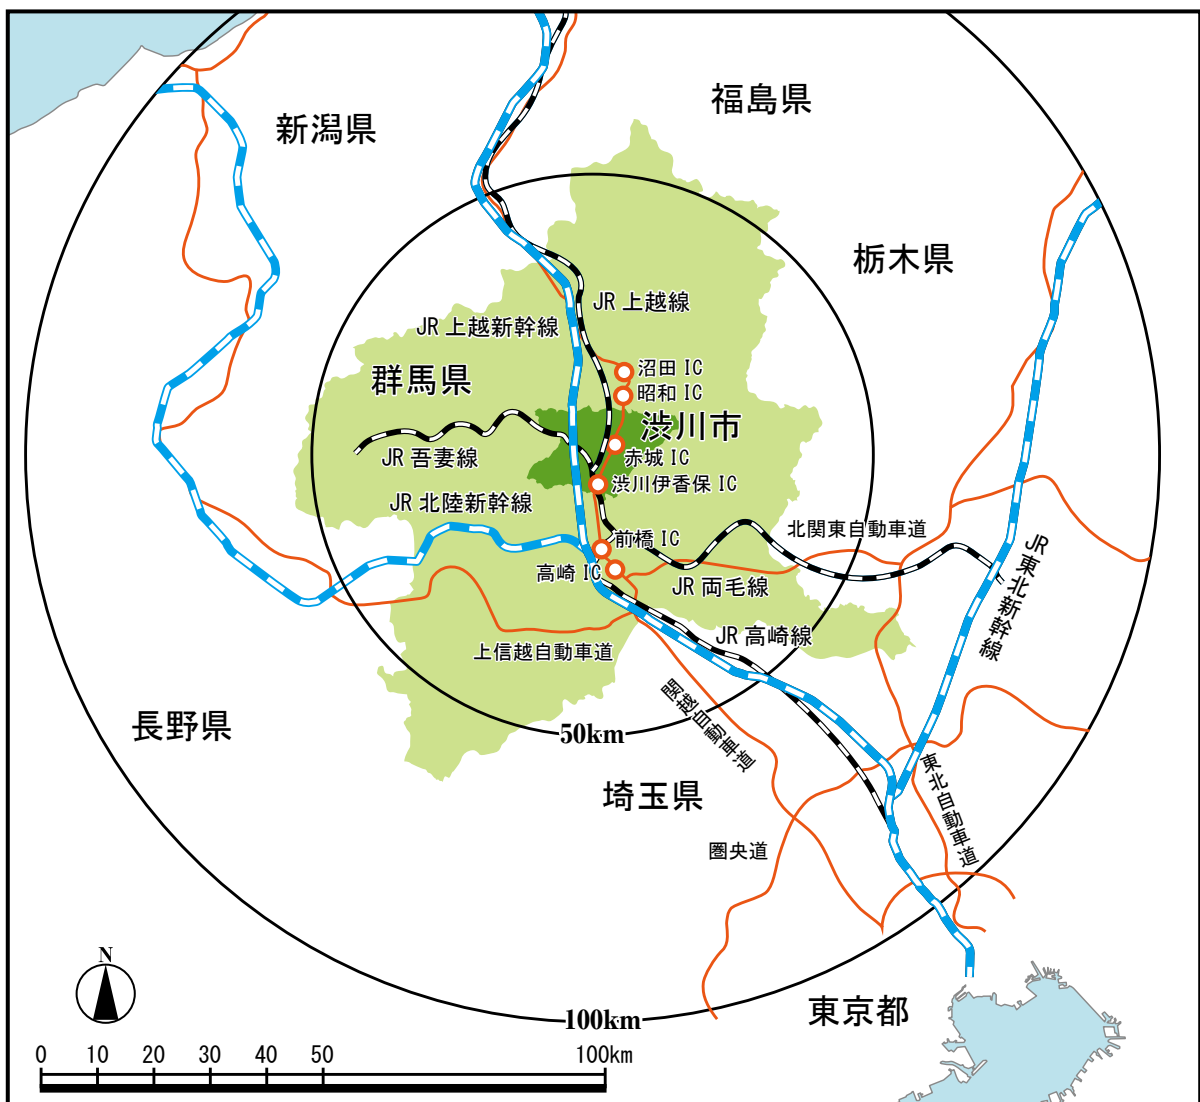 福島県
新潟県
栃木県
JR 上越線
JR 上越新幹線
沼田 IC
群馬県
昭和 IC
渋川市
JR 吾妻線
赤城 IC
渋川伊香保 IC
JR 北陸新幹線
北関東自動車道
前橋 IC
JR 東北新幹線
高崎 IC
JR 両毛線
JR 高崎線
上信越自動車道
関越自動車道
長野県
50km
東北自動車道
埼玉県
圏央道
N
東京都
100km
0 10 20 30 40 50 100km